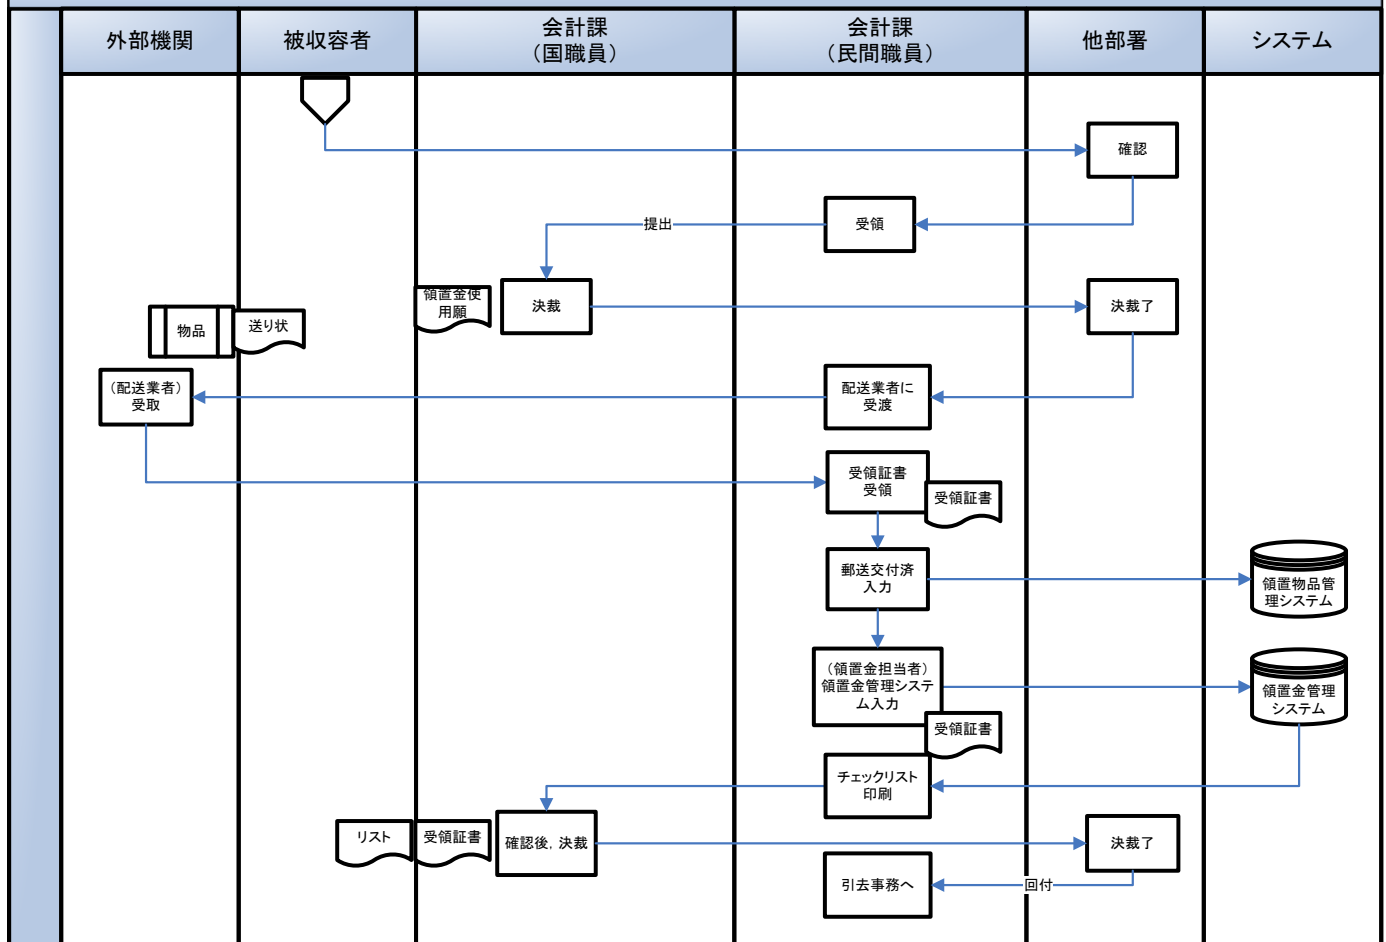 外部機関
被収容者
会計課
（国職員）
会計課
（民間職員）
他部署
システム
確認
受領
提出
領置金使
用願
決裁
決裁了
物品
送り状
（配送業者）
受取
配送業者に
受渡
受領証書
受領
受領証書
郵送交付済
入力
領置物品管
理システム
（領置金担当者）
領置金管理システ
ム入力
領置金管理
システム
受領証書
チェックリスト
印刷
リスト
受領証書
確認後，決裁
決裁了
引去事務へ
回付